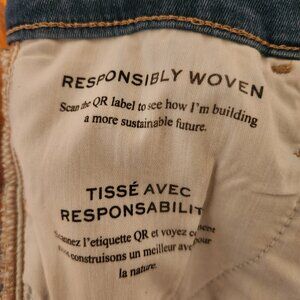 RESPONSIBLY WOVEN
Scan the QR label to see how I'm building
a more sustainable future.
TISSÉ AVEC
RESPONSABILIT
l'etiquette QR et voyez
construisons un meilleur pour
la nature.